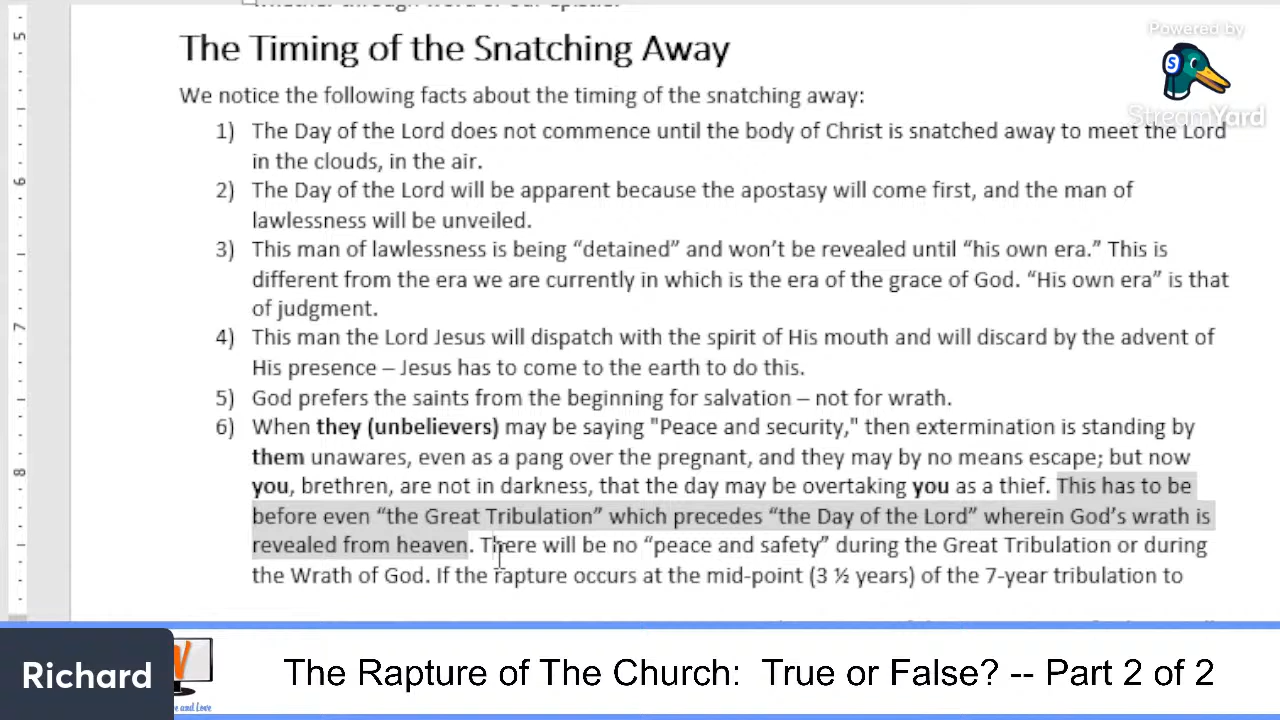 Powered by
StreamYard
The Timing of the Snatching Away
We notice the following facts about the timing of the snatching away:
1) The Day of the Lord does not commence until the body of Christ is snatched away to meet the Lord
in the clouds, in the air.
2) The Day of the Lord will be apparent because the apostasy will come first, and the man of
lawlessness will be unveiled.
3) This man of lawlessness is being “detained” and won’t be revealed until “his own era.” This is
different from the era we are currently in which is the era of the grace of God. “His own era” is that
of judgment.
4) This man the Lord Jesus will dispatch with the spirit of His mouth and will discard by the advent of
His presence – Jesus has to come to the earth to do this.
5) God prefers the saints from the beginning for salvation – not for wrath.
6) When they (unbelievers) may be saying "Peace and security," then extermination is standing by
them unawares, even as a pang over the pregnant, and they may by no means escape; but now
you, brethren, are not in darkness, that the day may be overtaking you as a thief. This has to be
before even “the Great Tribulation” which precedes “the Day of the Lord” wherein God’s wrath is
revealed from heaven. There will be no “peace and safety” during the Great Tribulation or during
the Wrath of God. If the rapture occurs at the mid-point (3 ½ years) of the 7-year tribulation to
Richard
e and Love
The Rapture of The Church: True or False? -- Part 2 of 2
5
6
7
8
S